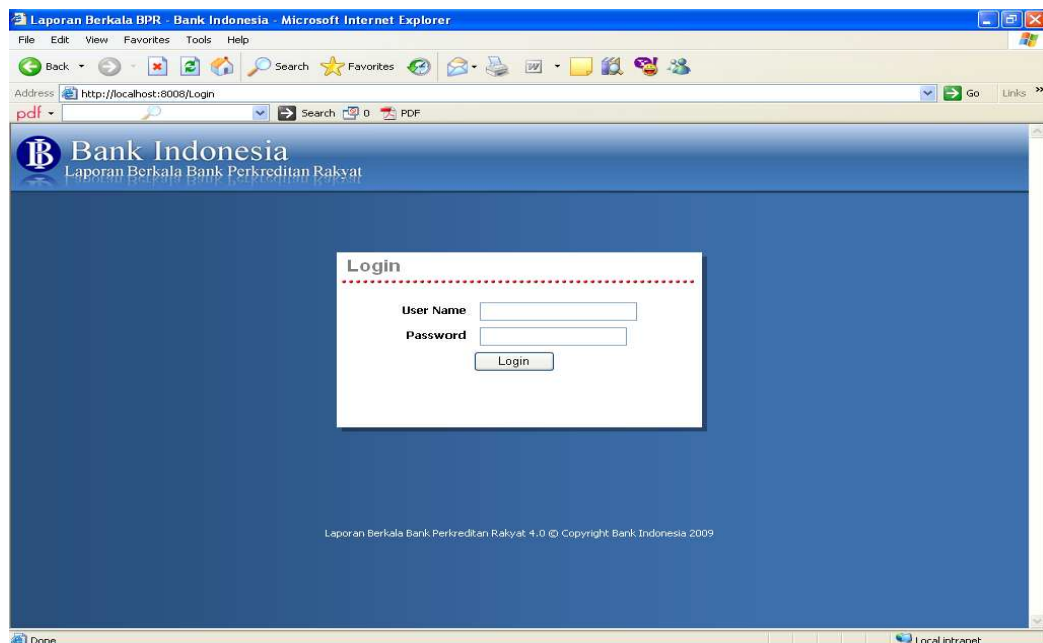 Laporan Berkala BPR - Bank Indonesia - Microsoft Internet Explorer
File Edit View Favorites Tools Help
Back Search Favorites
Address http://localhost:8008/Login Go Links »
pdf Search 0 PDF
Bank Indonesia
Laporan Berkala Bank Perkreditan Rakyat
Login
User Name
Password
Login
Laporan Berkala Bank Perkreditan Rakyat 4.0 © Copyright Bank Indonesia 2009
Done Local intranet